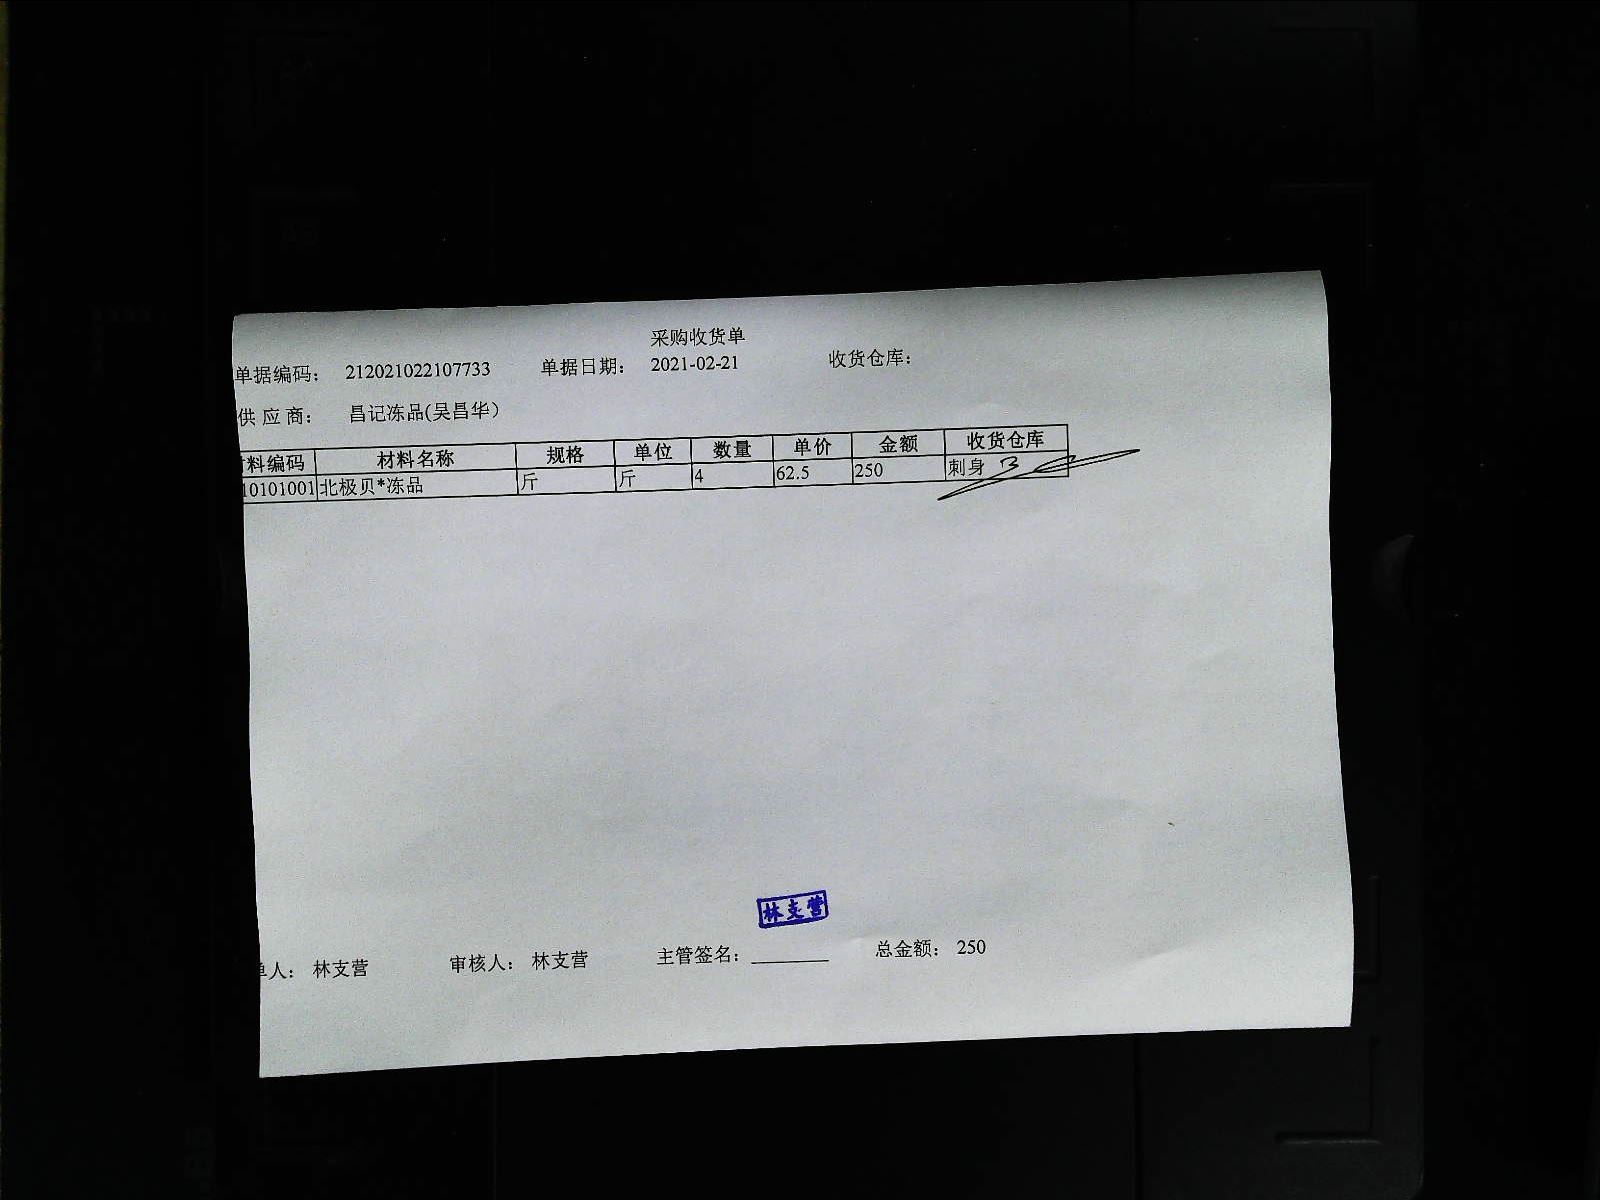 采购收货单
单据编码： 212021022107733 单据日期： 2021-02-21 收货仓库：
供 应 商： 昌记冻品(吴昌华）
料编码 材料名称 规格 单位 数量 单价 金额 收货仓库
10101001 北极贝*冻品 斤 斤 4 62.5 250 刺身
林支营
单人： 林支营 审核人： 林支营 主管签名：________ 总金额： 250